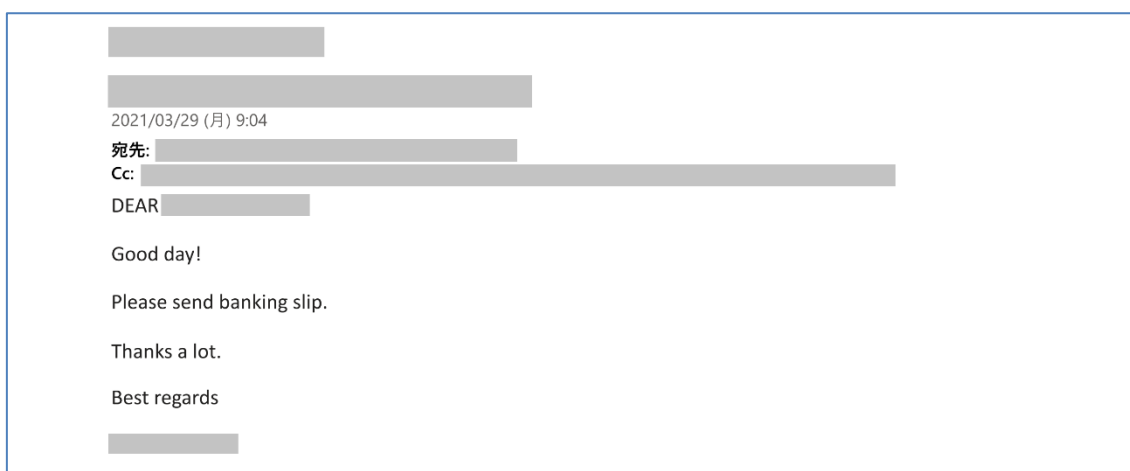 2021/03/29 (月) 9:04
宛先:
Cc:
DEAR
Good day!
Please send banking slip.
Thanks a lot.
Best regards